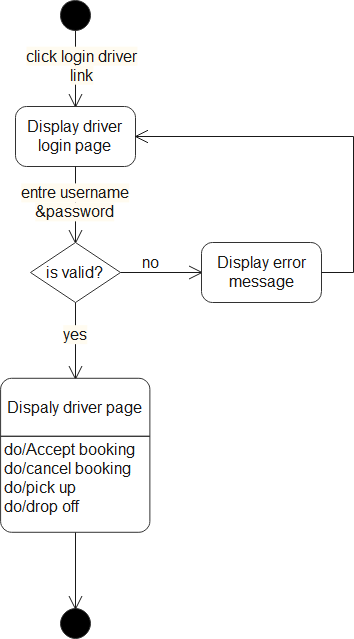 click login driver
link
Display driver
login page
entre username
&password
is valid?
no
Display error
message
yes
Dispaly driver page
do/Accept booking
do/cancel booking
do/pick up
do/drop off